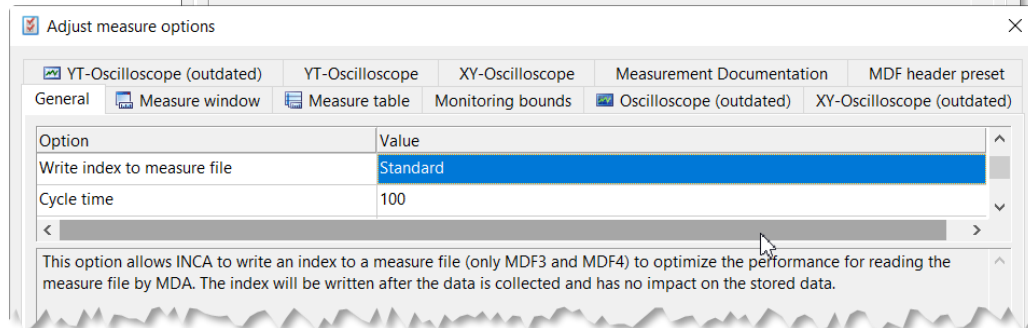 Adjust measure options
YT-Oscilloscope (outdated) YT-Oscilloscope XY-Oscilloscope Measurement Documentation MDF header preset
General Measure window Measure table Monitoring bounds Oscilloscope (outdated) XY-Oscilloscope (outdated)
Option Value
Write index to measure file Standard
Cycle time 100
This option allows INCA to write an index to a measure file (only MDF3 and MDF4) to optimize the performance for reading the
measure file by MDA. The index will be written after the data is collected and has no impact on the stored data.